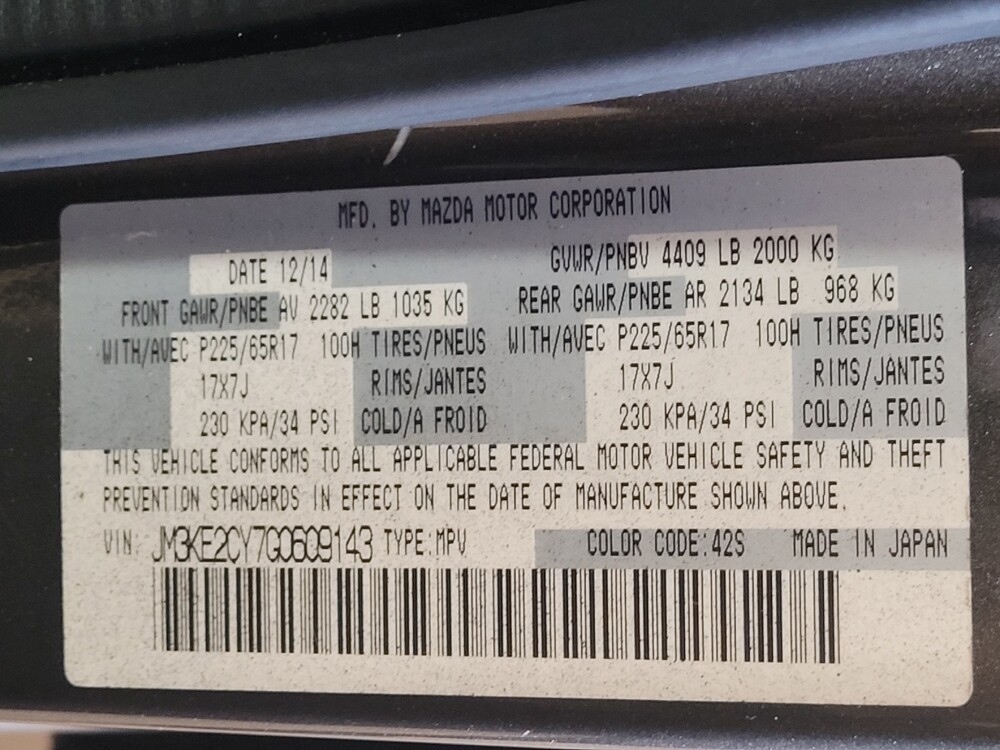 MFD. BY MAZDA MOTOR CORPORATION
DATE 12/14 GVWR/PNBV 4409 LB 2000 KG
FRONT GAWR/PNBE AV 2282 LB 1035 KG REAR GAWR/PNBE AR 2134 LB 968 KG
WITH/AVEC P225/65R17 100H TIRES/PNEUS WITH/AVEC P225/65R17 100H TIRES/PNEUS
17X7J RIMS/JANTES 17X7J RIMS/JANTES
230 KPA/34 PSI COLD/A FROID 230 KPA/34 PSI COLD/A FROID
THIS VEHICLE CONFORMS TO ALL APPLICABLE FEDERAL MOTOR VEHICLE SAFETY AND THEFT
PREVENTION STANDARDS IN EFFECT ON THE DATE OF MANUFACTURE SHOWN ABOVE.
VIN: JM3KE2CY7G0609143 TYPE:MPV COLOR CODE:42S MADE IN JAPAN